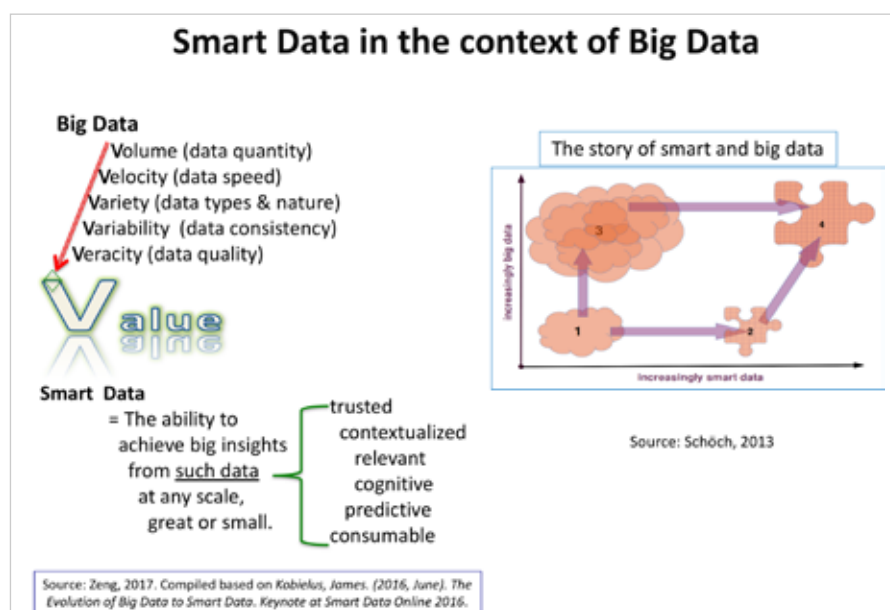 Smart Data in the context of Big Data
Big Data
Volume (data quantity)
Velocity (data speed)
Variety (data types & nature)
Variability (data consistency)
Veracity (data quality)
Value
Smart Data
= The ability to
achieve big insights
from such data
at any scale,
great or small.
trusted
contextualized
relevant
cognitive
predictive
consumable
Source: Zeng, 2017. Compiled based on Kobielus, James. (2016, June). The
Evolution of Big Data to Smart Data. Keynote at Smart Data Online 2016.
The story of smart and big data
increasingly big data
3
4
1
2
increasingly smart data
Source: Schöch, 2013